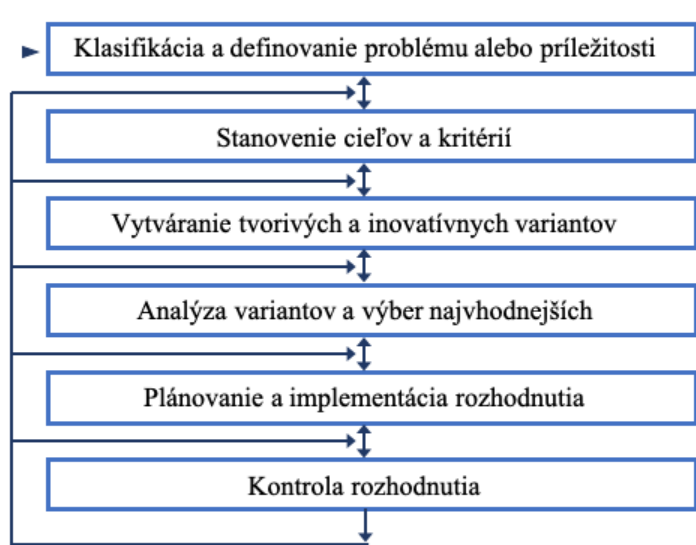 Klasifikácia a definovanie problému alebo príležitosti
Stanovenie cieľov a kritérií
Vytváranie tvorivých a inovatívnych variantov
Analýza variantov a výber najvhodnejších
Plánovanie a implementácia rozhodnutia
Kontrola rozhodnutia